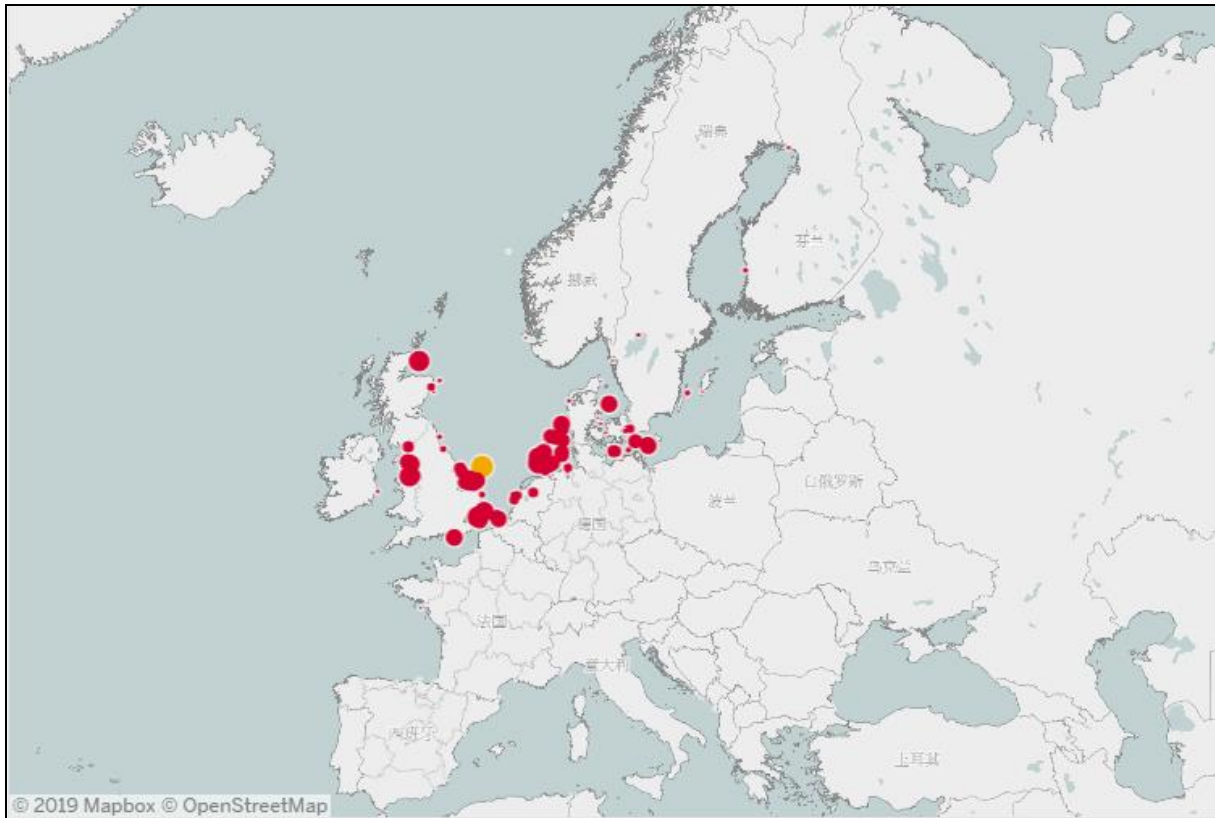 瑞典
芬兰
挪威
波兰
白俄罗斯
德国
乌克兰
法国
意大利
西班牙
土耳其
© 2019 Mapbox © OpenStreetMap